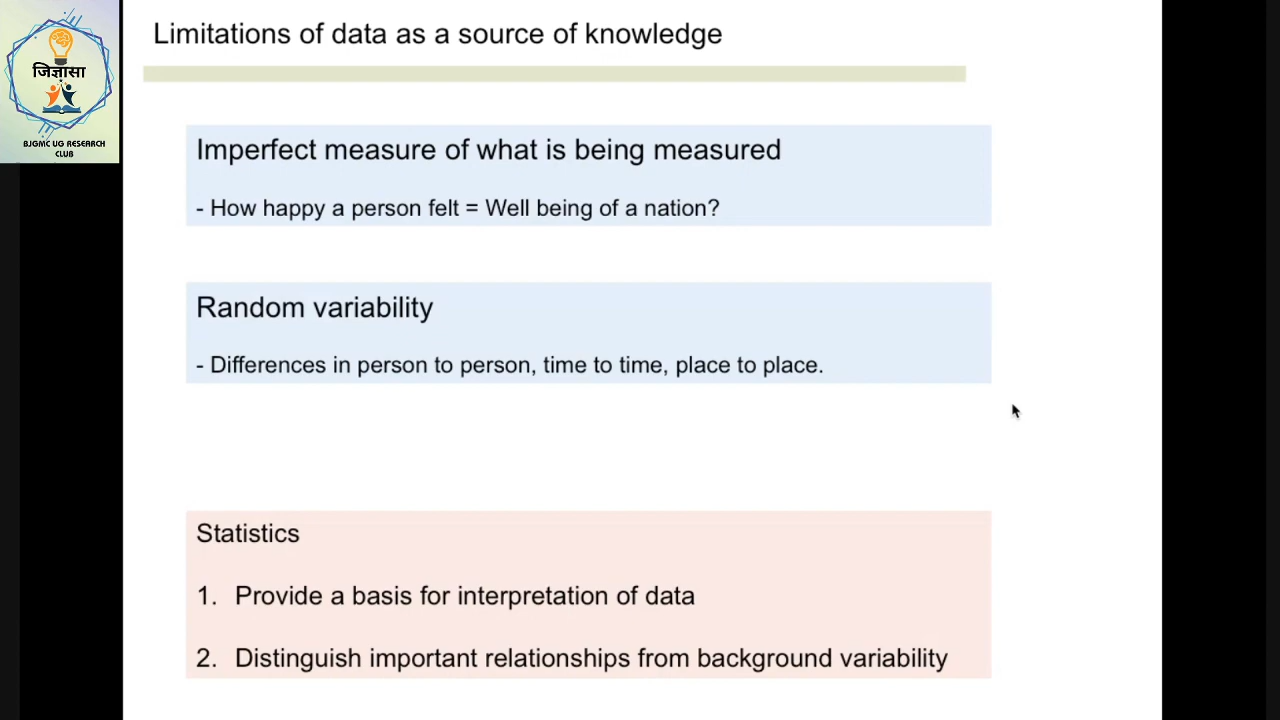 Limitations of data as a source of knowledge
जिज्ञासा
BJGMC UG RESEARCH
CLUB
Imperfect measure of what is being measured
- How happy a person felt = Well being of a nation?
Random variability
- Differences in person to person, time to time, place to place.
Statistics
1. Provide a basis for interpretation of data
2. Distinguish important relationships from background variability